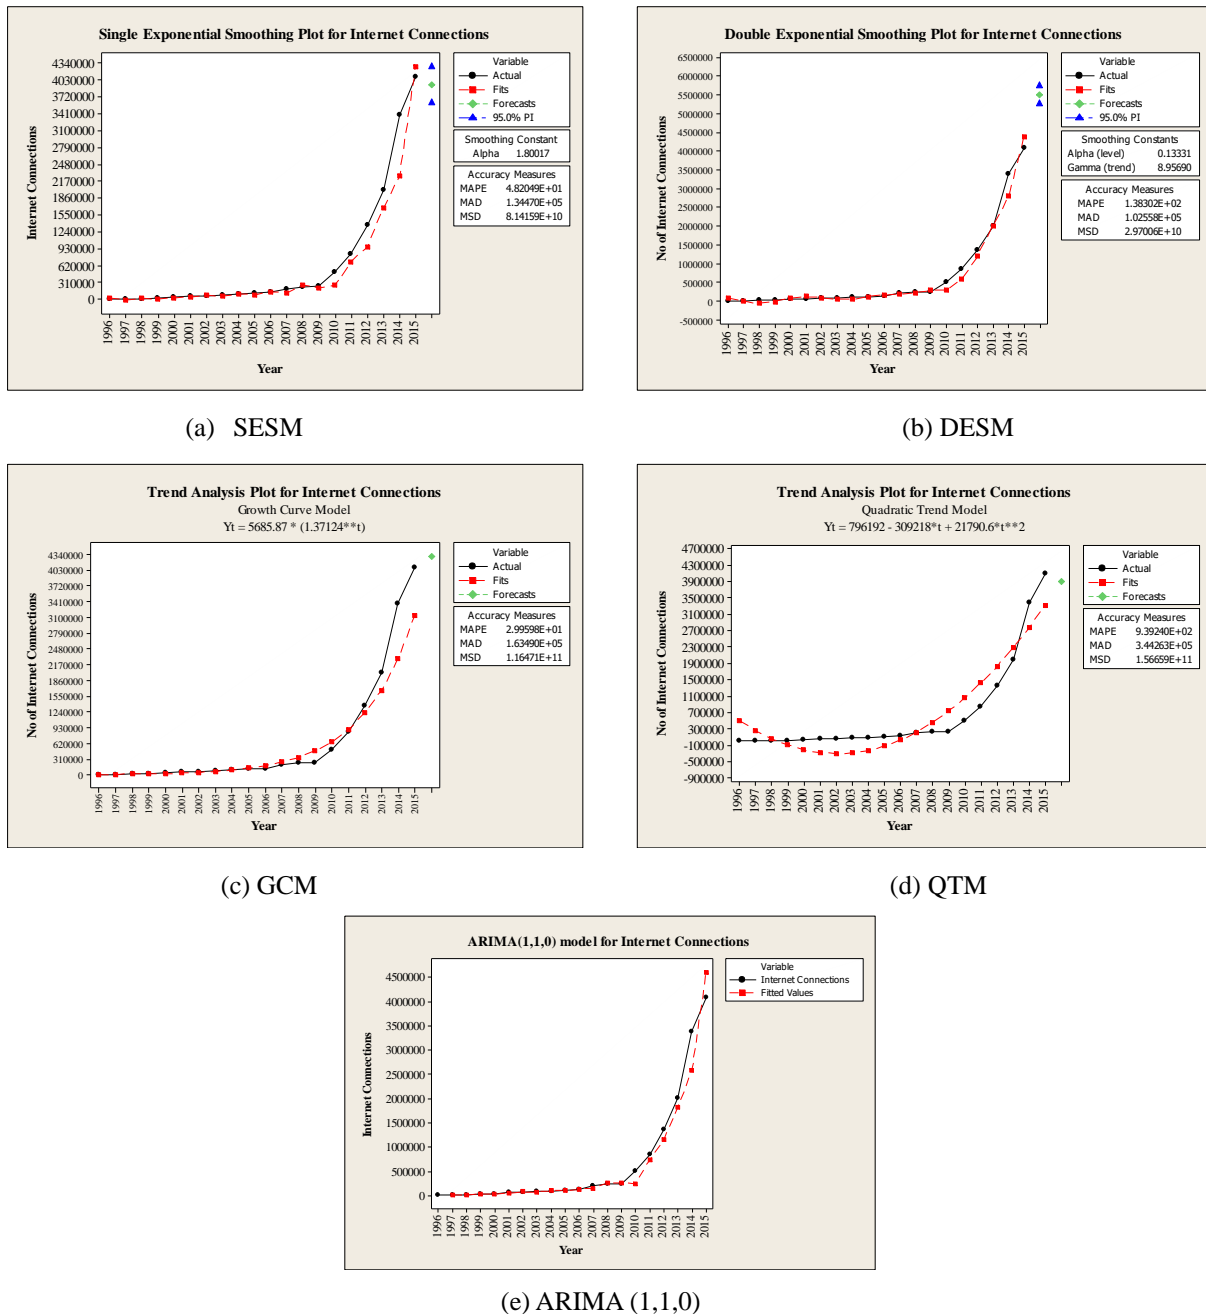 Single Exponential Smoothing Plot for Internet Connections
Internet Connections
4340000
4030000
3720000
3410000
3100000
2790000
2480000
2170000
1860000
1550000
1240000
930000
620000
310000
0
1996 1997 1998 1999 2000 2001 2002 2003 2004 2005 2006 2007 2008 2009 2010 2011 2012 2013 2014 2015
Year
Variable
Actual
Fits
Forecasts
95.0% PI
Smoothing Constant
Alpha 1.80017
Accuracy Measures
MAPE 4.82049E+01
MAD 1.34470E+05
MSD 8.14159E+10
(a) SESM
Double Exponential Smoothing Plot for Internet Connections
No of Internet Connections
6500000
6000000
5500000
5000000
4500000
4000000
3500000
3000000
2500000
2000000
1500000
1000000
500000
0
-500000
1996 1997 1998 1999 2000 2001 2002 2003 2004 2005 2006 2007 2008 2009 2010 2011 2012 2013 2014 2015
Year
Variable
Actual
Fits
Forecasts
95.0% PI
Smoothing Constants
Alpha (level) 0.13331
Gamma (trend) 8.95690
Accuracy Measures
MAPE 1.38302E+02
MAD 1.02558E+05
MSD 2.97006E+10
(b) DESM
Trend Analysis Plot for Internet Connections
Growth Curve Model
Yt = 5685.87 * (1.37124**t)
No of Internet Connections
4340000
4030000
3720000
3410000
3100000
2790000
2480000
2170000
1860000
1550000
1240000
930000
620000
310000
0
1996 1997 1998 1999 2000 2001 2002 2003 2004 2005 2006 2007 2008 2009 2010 2011 2012 2013 2014 2015
Year
Variable
Actual
Fits
Forecasts
Accuracy Measures
MAPE 2.99598E+01
MAD 1.63490E+05
MSD 1.16471E+11
(c) GCM
Trend Analysis Plot for Internet Connections
Quadratic Trend Model
Yt = 796192 - 309218*t + 21790.6*t**2
No of Internet Connections
4700000
4300000
3900000
3500000
3100000
2700000
2300000
1900000
1500000
1100000
700000
300000
-100000
-500000
-900000
1996 1997 1998 1999 2000 2001 2002 2003 2004 2005 2006 2007 2008 2009 2010 2011 2012 2013 2014 2015
Year
Variable
Actual
Fits
Forecasts
Accuracy Measures
MAPE 9.39240E+02
MAD 3.44263E+05
MSD 1.56659E+11
(d) QTM
ARIMA(1,1,0) model for Internet Connections
Internet Connections
4500000
4000000
3500000
3000000
2500000
2000000
1500000
1000000
500000
0
1996 1997 1998 1999 2000 2001 2002 2003 2004 2005 2006 2007 2008 2009 2010 2011 2012 2013 2014 2015
Year
Variable
Internet Connections
Fitted Values
(e) ARIMA (1,1,0)